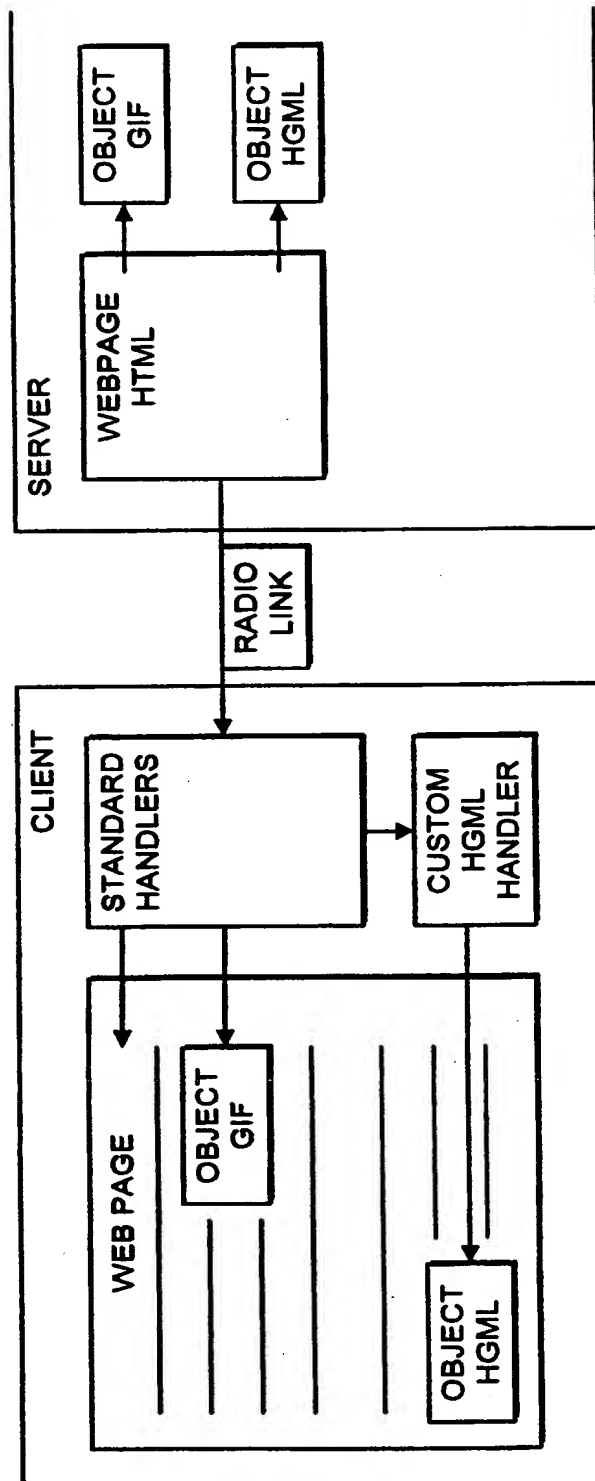 CLIENT
WEB PAGE
OBJECT
GIF
OBJECT
HGML
STANDARD
HANDLERS
CUSTOM
HGML
HANDLER
RADIO
LINK
SERVER
WEBPAGE
HTML
OBJECT
GIF
OBJECT
HGML